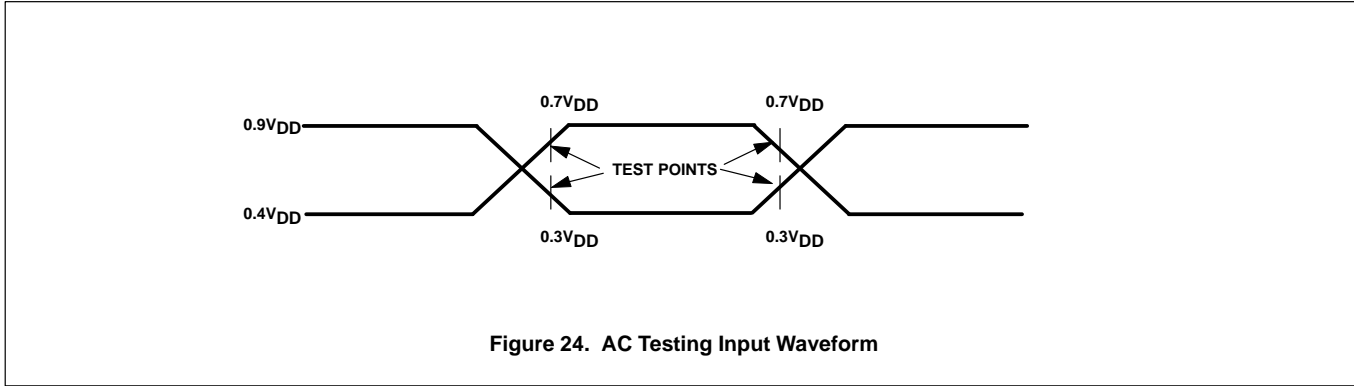 0.7VDD 0.7VDD
0.9VDD
TEST POINTS
0.4VDD
0.3VDD 0.3VDD
Figure 24. AC Testing Input Waveform